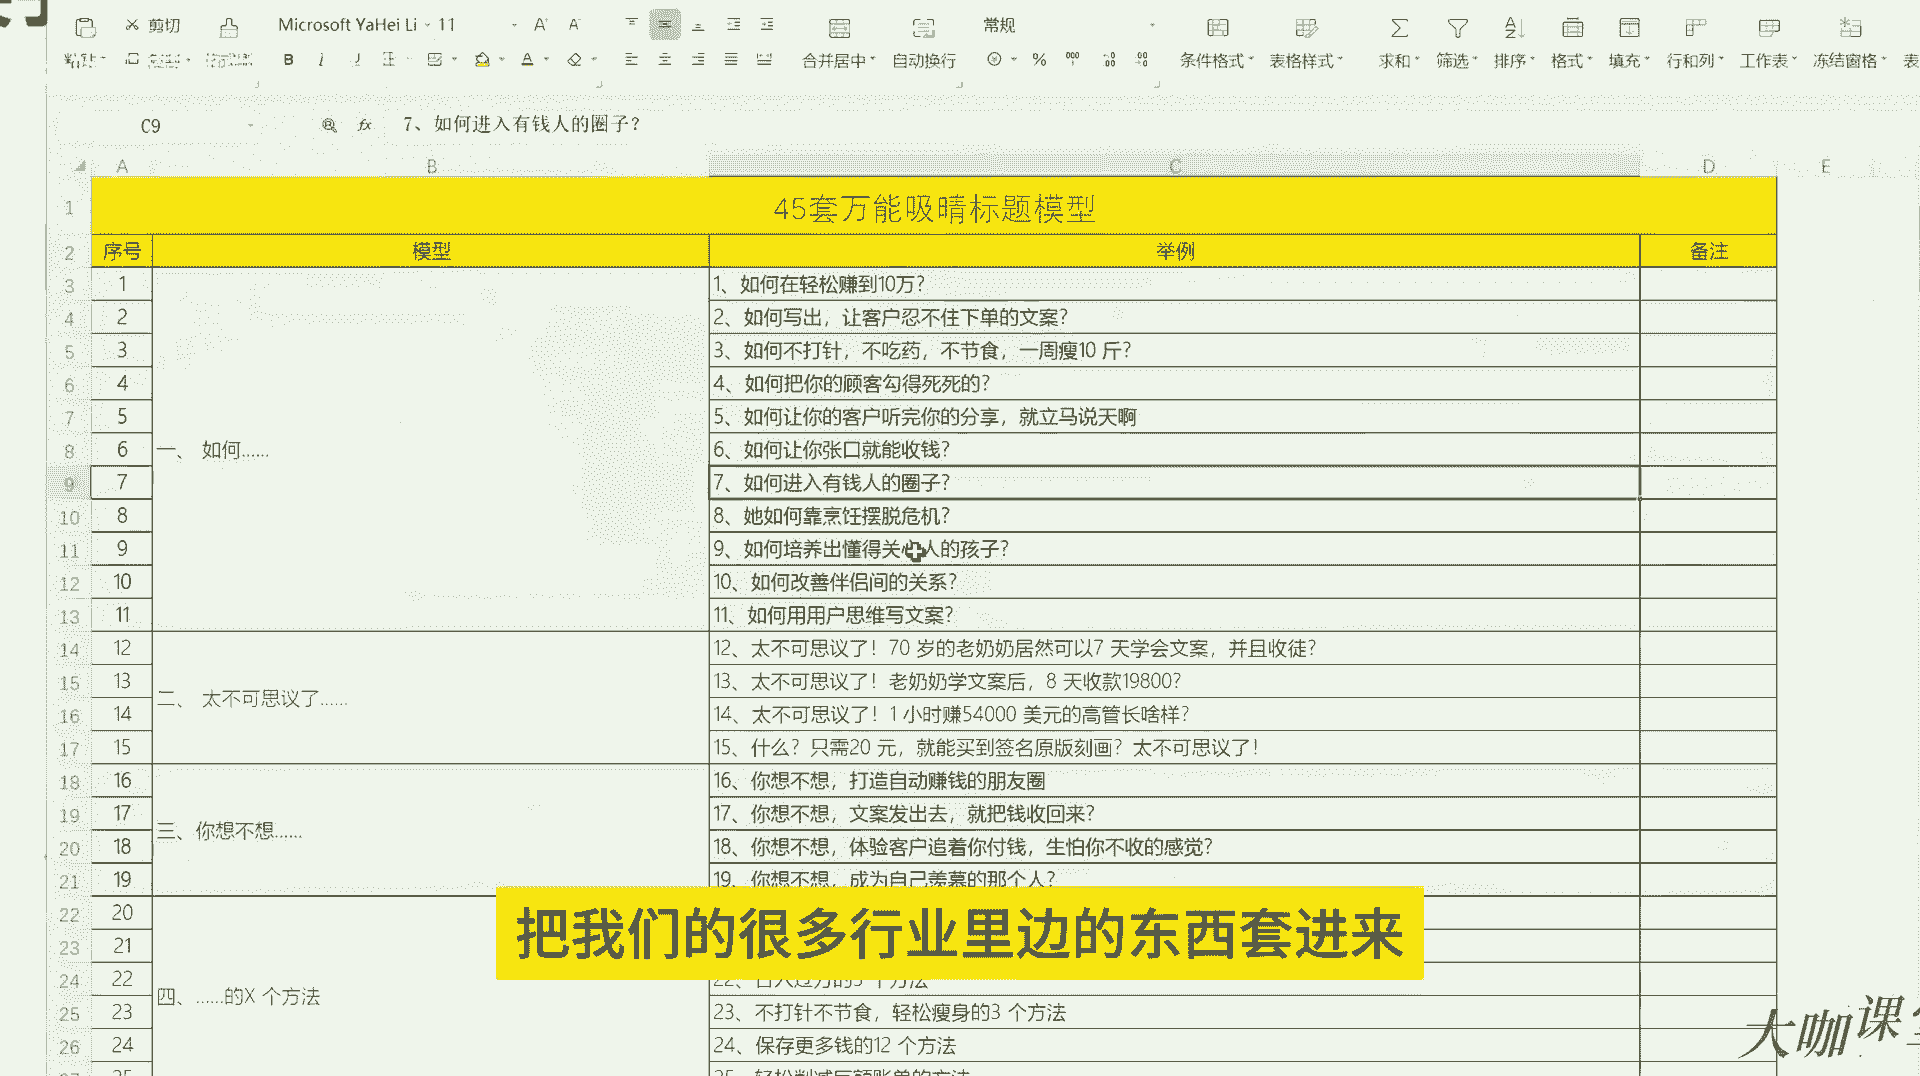 剪切 Microsoft YaHei Li 11 A⁺ A⁻ 常规
粘贴 B I U A 合并居中 自动换行 % 条件格式 表格样式 求和 筛选 排序 格式 填充 行和列 工作表 冻结窗格 表
C9 fx 7、如何进入有钱人的圈子？
A B C D E
1 45套万能吸睛标题模型
2 序号 模型 举例 备注
3 1 1、如何在轻松赚到10万？
4 2 2、如何写出，让客户忍不住下单的文案？
5 3 3、如何不打针，不吃药，不节食，一周瘦10 斤？
6 4 4、如何把你的顾客勾得死死的？
7 5 5、如何让你的客户听完你的分享，就立马说天啊
8 6 一、 如何...... 6、如何让你张口就能收钱？
9 7 7、如何进入有钱人的圈子？
10 8 8、她如何靠烹饪摆脱危机？
11 9 9、如何培养出懂得关心人的孩子？
12 10 10、如何改善伴侣间的关系？
13 11 11、如何用用户思维写文案？
14 12 12、太不可思议了！70 岁的老奶奶居然可以7 天学会文案，并且收徒？
15 13 二、 太不可思议了...... 13、太不可思议了！老奶奶学文案后，8 天收款19800？
16 14 14、太不可思议了！1 小时赚54000 美元的高管长啥样？
17 15 15、什么？只需20 元，就能买到签名原版刻画？太不可思议了！
18 16 16、你想不想，打造自动赚钱的朋友圈
19 17 三、你想不想...... 17、你想不想，文案发出去，就把钱收回来？
20 18 18、你想不想，体验客户追着你付钱，生怕你不收的感觉？
21 19 19、你想不想，成为自己羡慕的那个人？
22 20
23 21
把我们的很多行业里边的东西套进来
24 22 四、......的X 个方法
25 23 23、不打针不节食，轻松瘦身的3 个方法
26 24 24、保存更多钱的12 个方法
大咖课